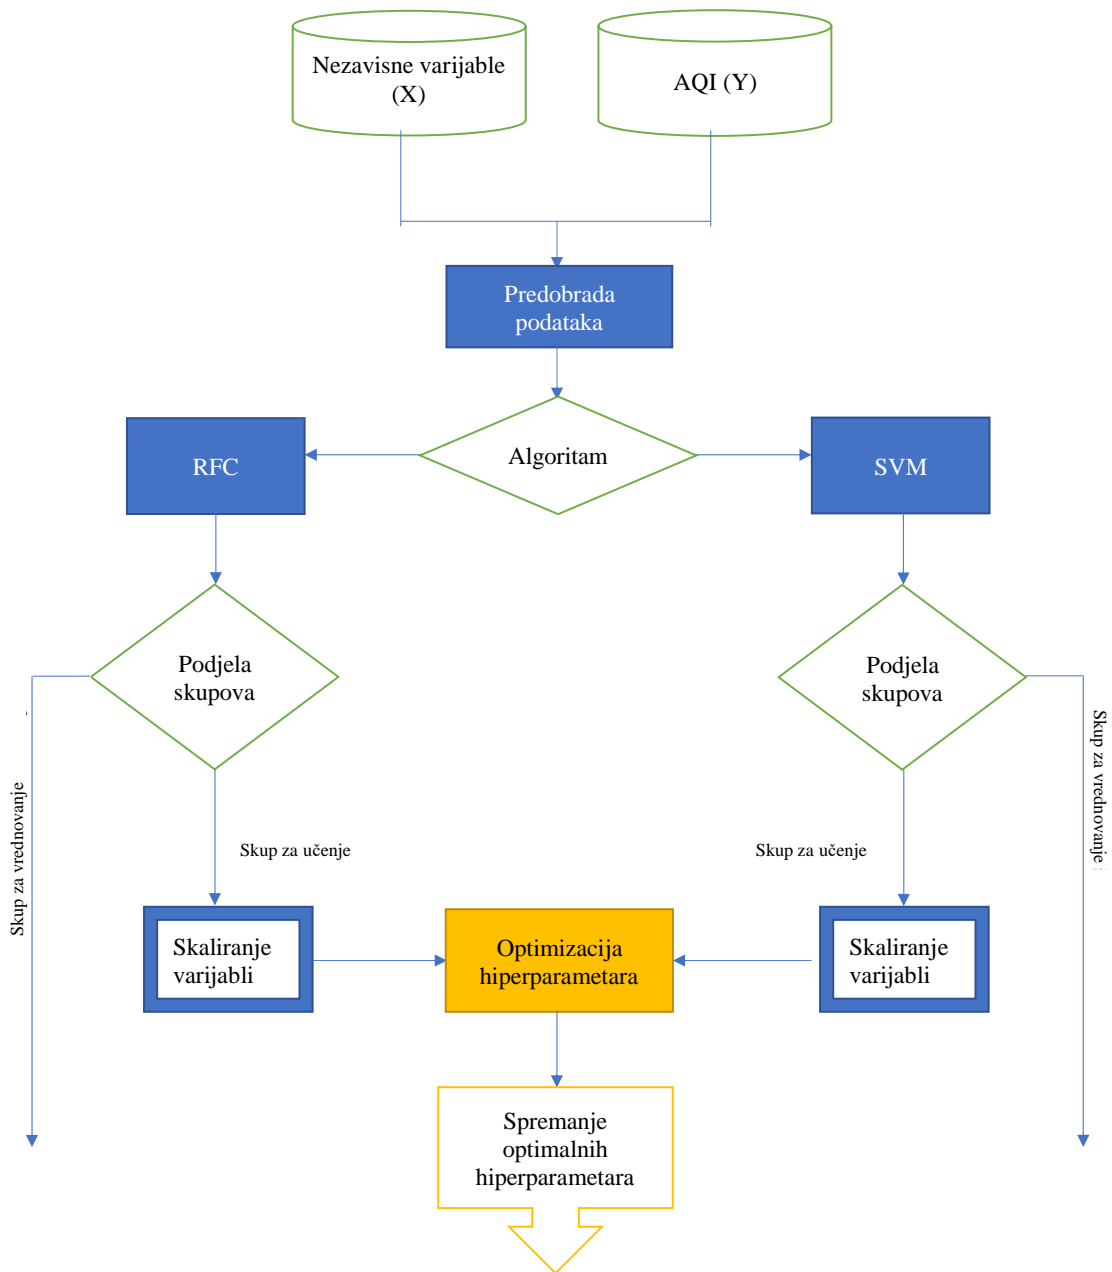 Nezavisne varijable
(X)
AQI (Y)
Predobrada
podataka
RFC
Algoritam
SVM
Podjela
skupova
Podjela
skupova
Skup za vrednovanje
Skup za vrednovanje
Skup za učenje
Skup za učenje
Skaliranje
varijabli
Optimizacija
hiperparametara
Skaliranje
varijabli
Spremanje
optimalnih
hiperparametara